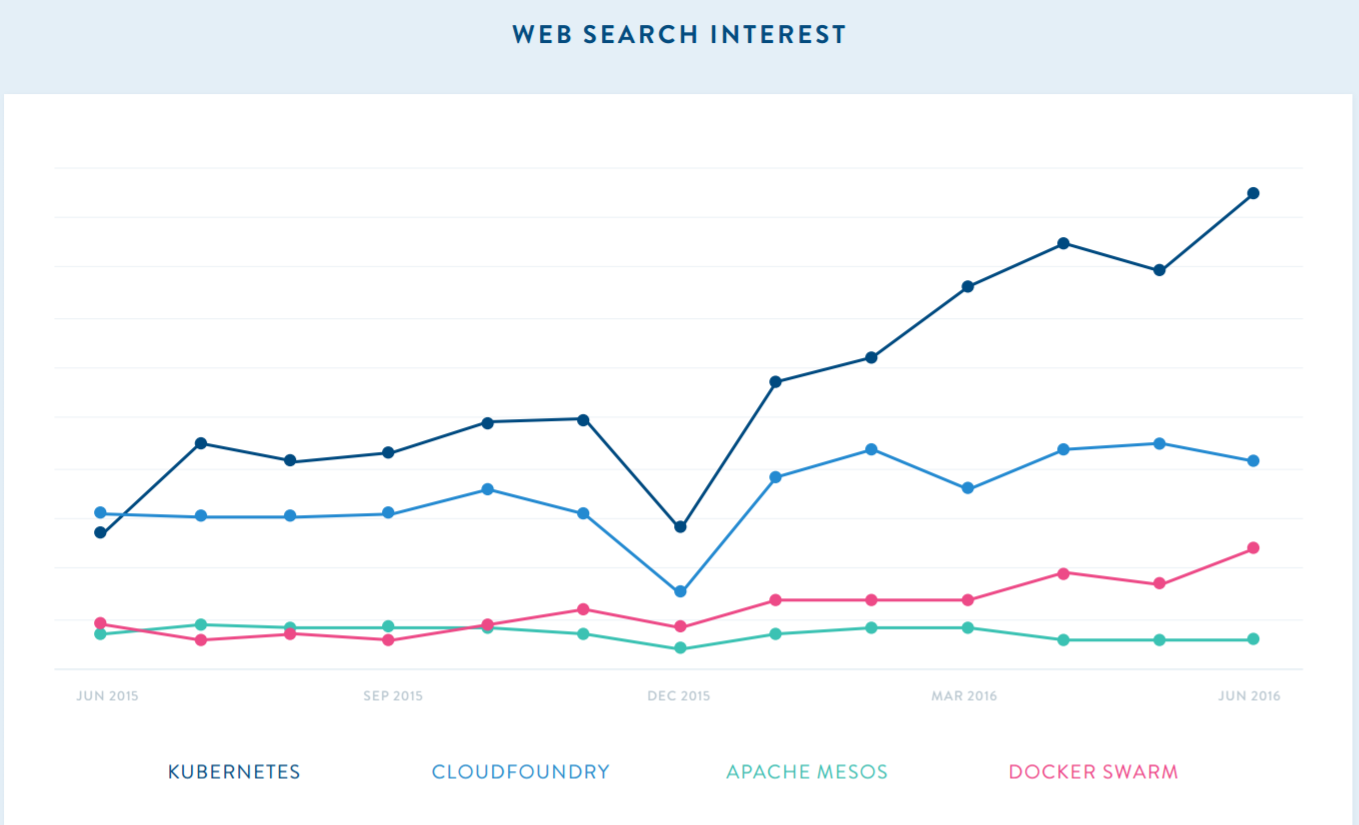 WEB SEARCH INTEREST
JUN 2015 SEP 2015 DEC 2015 MAR 2016 JUN 2016
KUBERNETES CLOUDFOUNDRY APACHE MESOS DOCKER SWARM